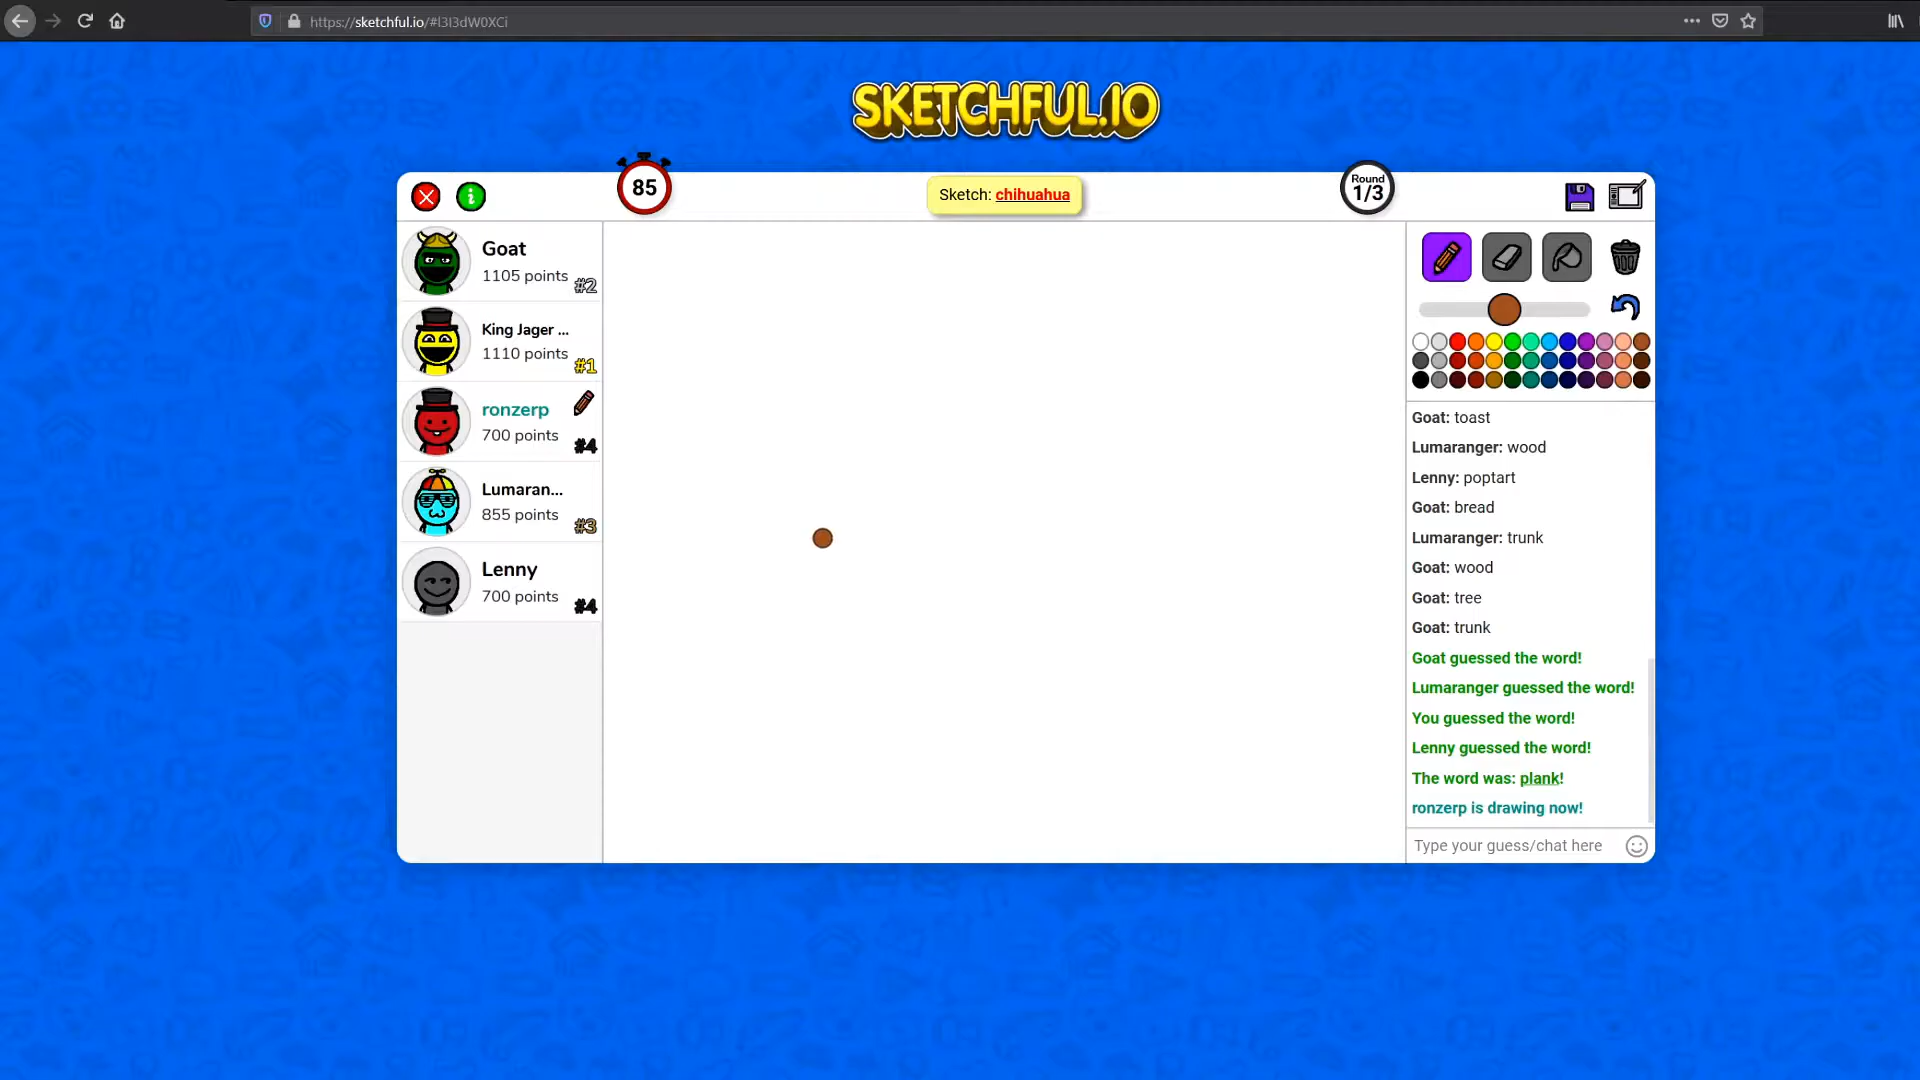 https://sketchful.io/#l3I3dW0XCi
SKETCHFUL.IO
85
Sketch: chihuahua
Round
1/3
Goat
1105 points
#2
King Jager ...
1110 points
#1
ronzerp
700 points
#4
Lumaran...
855 points
#3
Lenny
700 points
#4
Goat: toast
Lumaranger: wood
Lenny: poptart
Goat: bread
Lumaranger: trunk
Goat: wood
Goat: tree
Goat: trunk
Goat guessed the word!
Lumaranger guessed the word!
You guessed the word!
Lenny guessed the word!
The word was: plank!
ronzerp is drawing now!
Type your guess/chat here